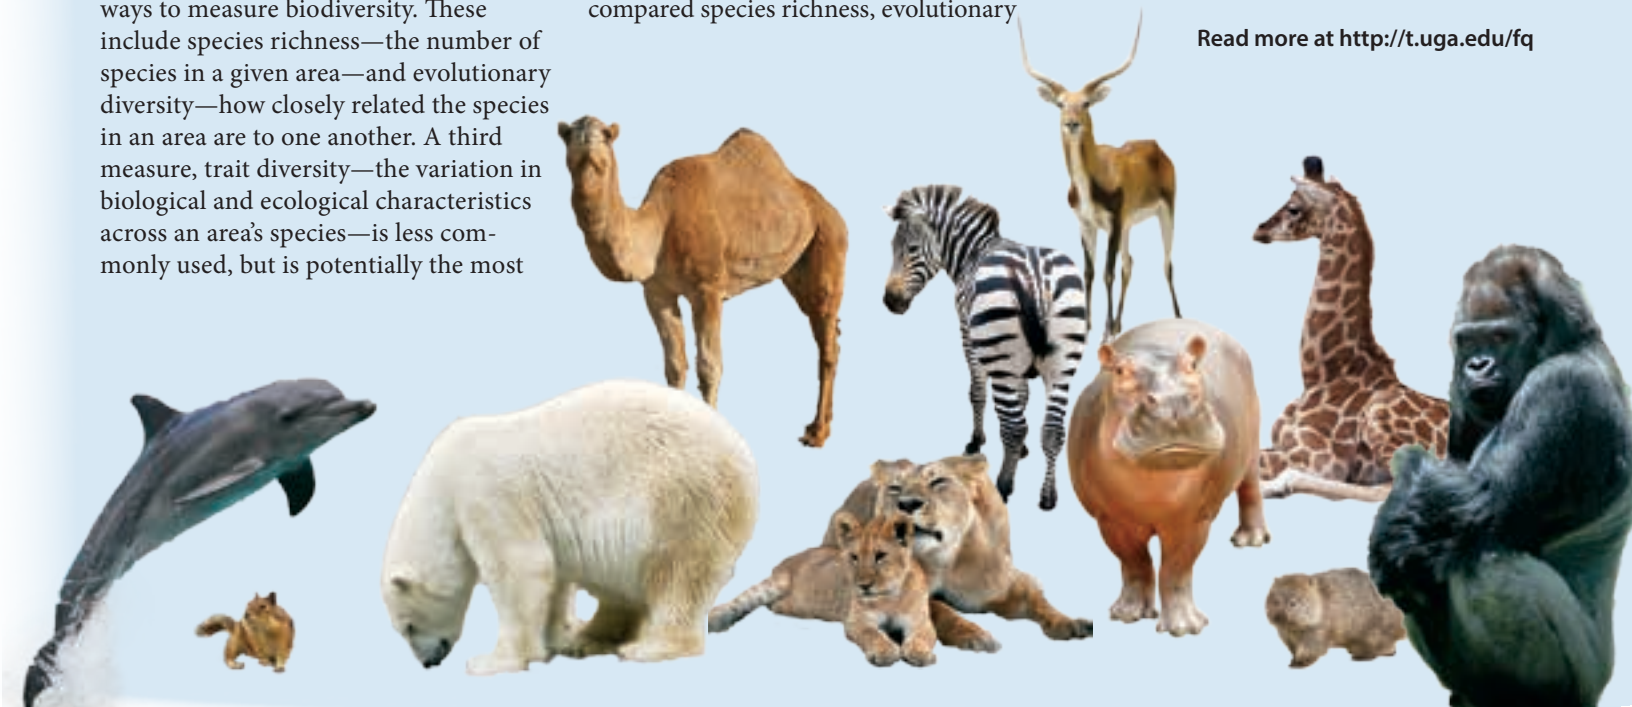 ways to measure biodiversity. These
include species richness—the number of
species in a given area—and evolutionary
diversity—how closely related the species
in an area are to one another. A third
measure, trait diversity—the variation in
biological and ecological characteristics
across an area’s species—is less com-
monly used, but is potentially the most
compared species richness, evolutionary
Read more at http://t.uga.edu/fq